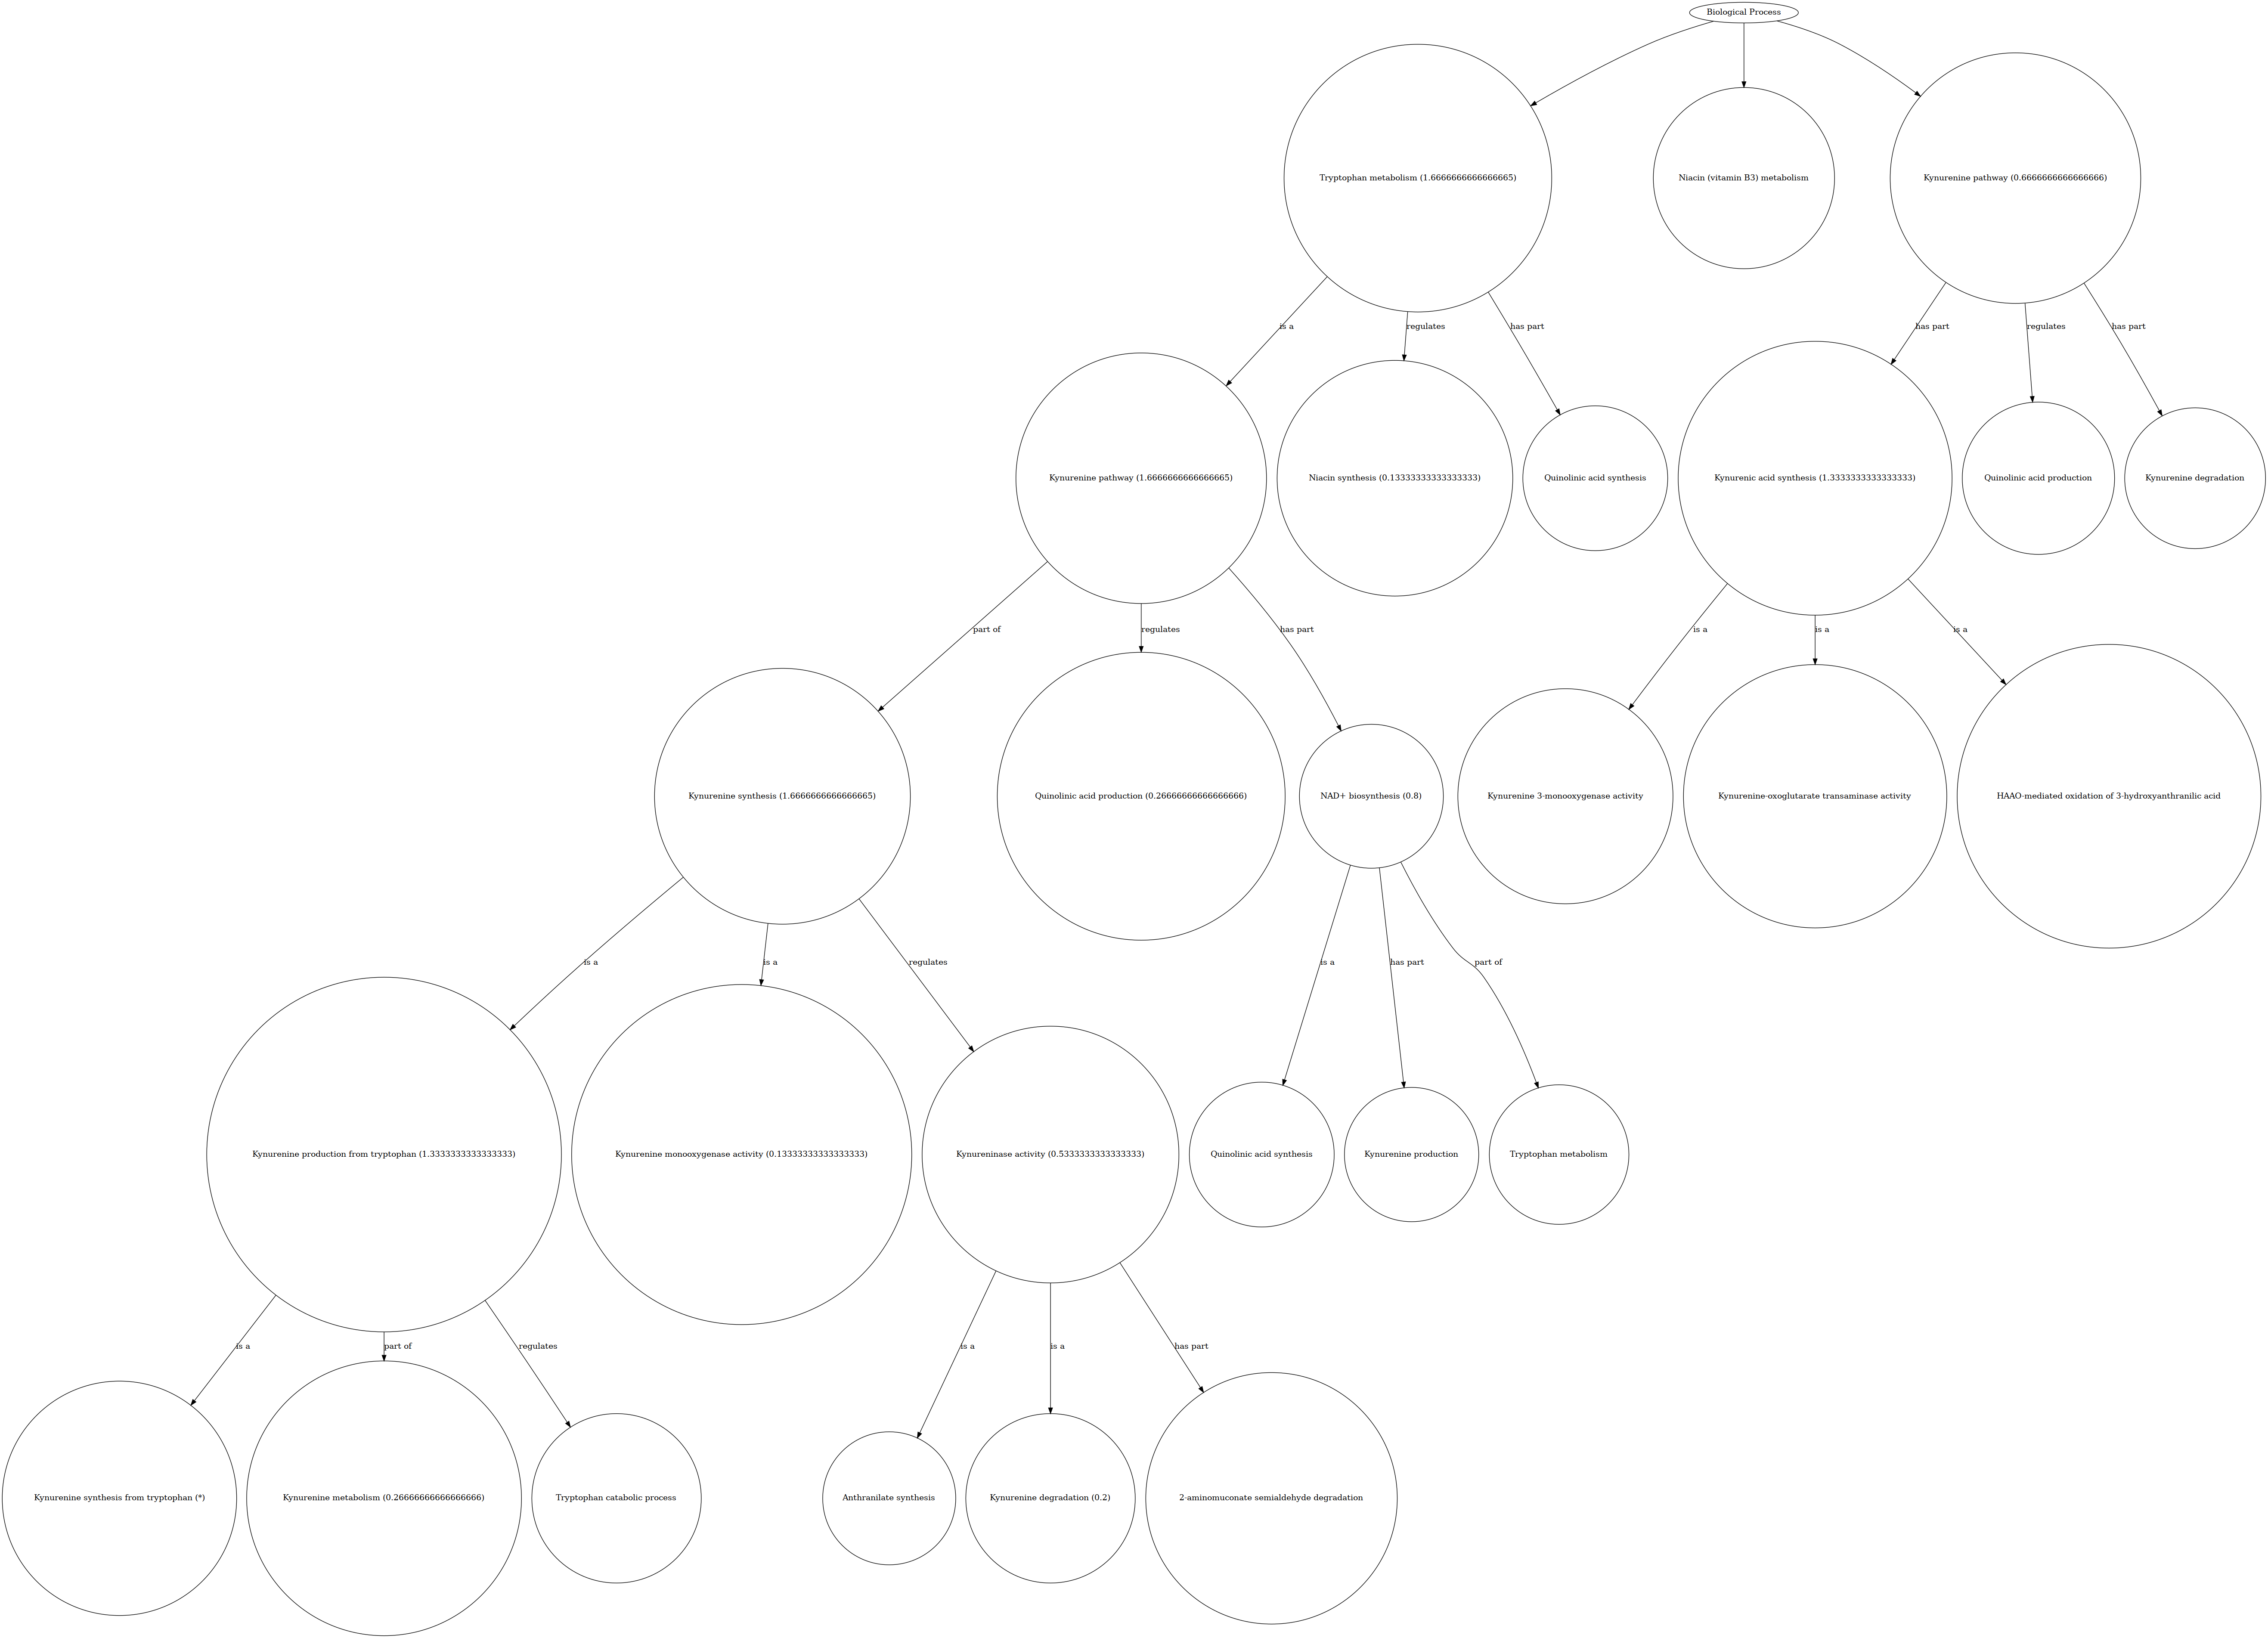 Biological Process
Tryptophan metabolism (1.6666666666666665)
Niacin (vitamin B3) metabolism
Kynurenine pathway (0.6666666666666666)
is a
regulates
has part
has part
regulates
has part
Kynurenine pathway (1.6666666666666665)
Niacin synthesis (0.13333333333333333)
Quinolinic acid synthesis
Kynurenic acid synthesis (1.3333333333333333)
Quinolinic acid production
Kynurenine degradation
part of
regulates
has part
is a
is a
is a
Kynurenine synthesis (1.6666666666666665)
Quinolinic acid production (0.26666666666666666)
NAD+ biosynthesis (0.8)
Kynurenine 3-monooxygenase activity
Kynurenine-oxoglutarate transaminase activity
HAAO-mediated oxidation of 3-hydroxyanthranilic acid
is a
is a
regulates
is a
has part
part of
Kynurenine production from tryptophan (1.3333333333333333)
Kynurenine monooxygenase activity (0.13333333333333333)
Kynureninase activity (0.5333333333333333)
Quinolinic acid synthesis
Kynurenine production
Tryptophan metabolism
is a
part of
regulates
is a
is a
has part
Kynurenine synthesis from tryptophan (*)
Kynurenine metabolism (0.26666666666666666)
Tryptophan catabolic process
Anthranilate synthesis
Kynurenine degradation (0.2)
2-aminomuconate semialdehyde degradation